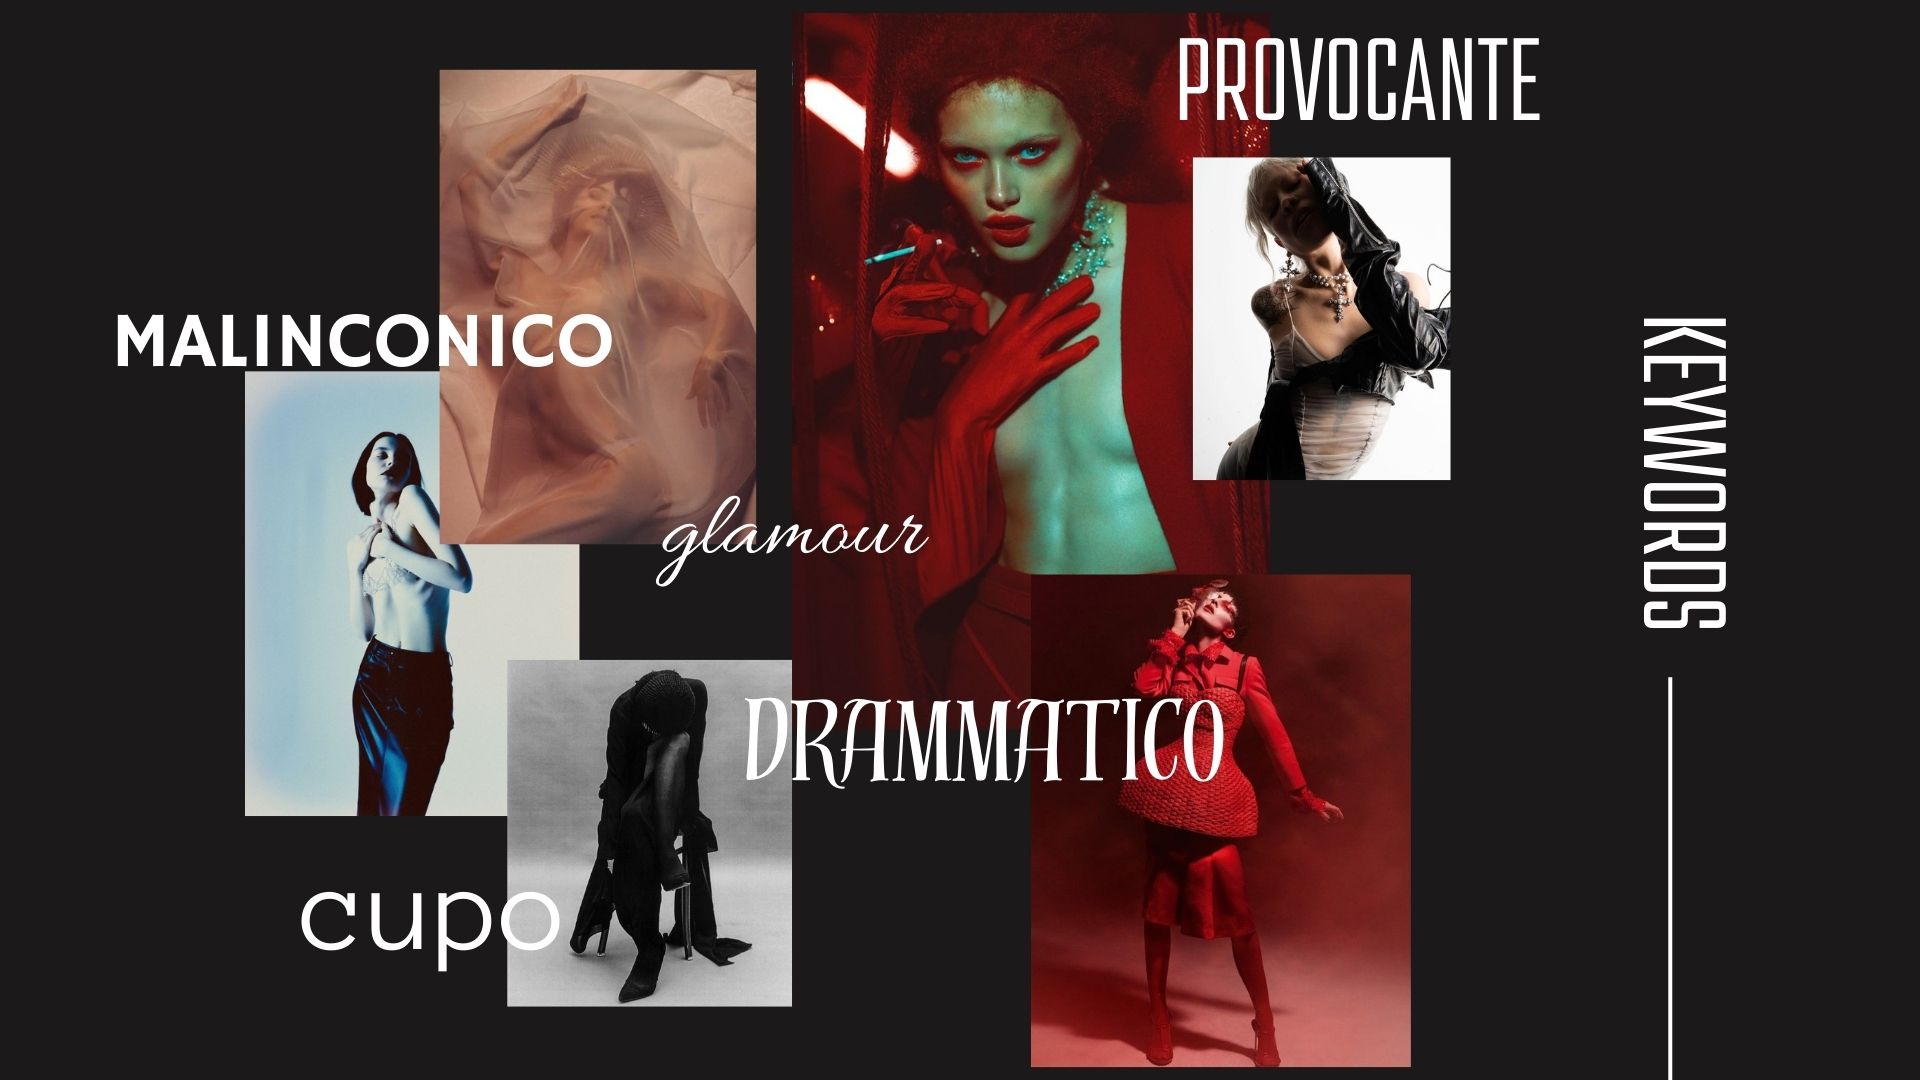 PROVOCANTE
MALINCONICO
glamour
DRAMMATICO
cupo
KEYWORDS